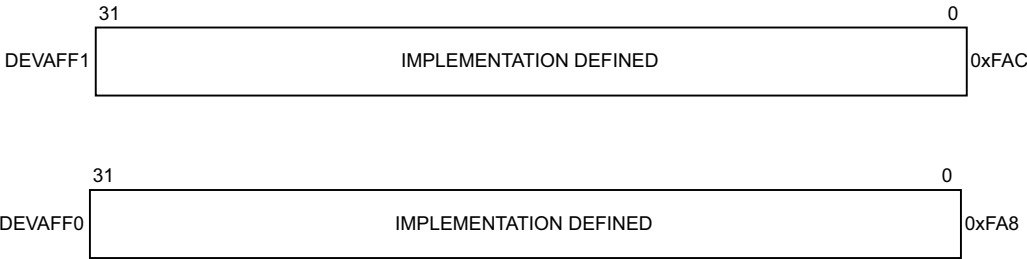 31 0
DEVAFF1 IMPLEMENTATION DEFINED 0xFAC
31 0
DEVAFF0 IMPLEMENTATION DEFINED 0xFA8